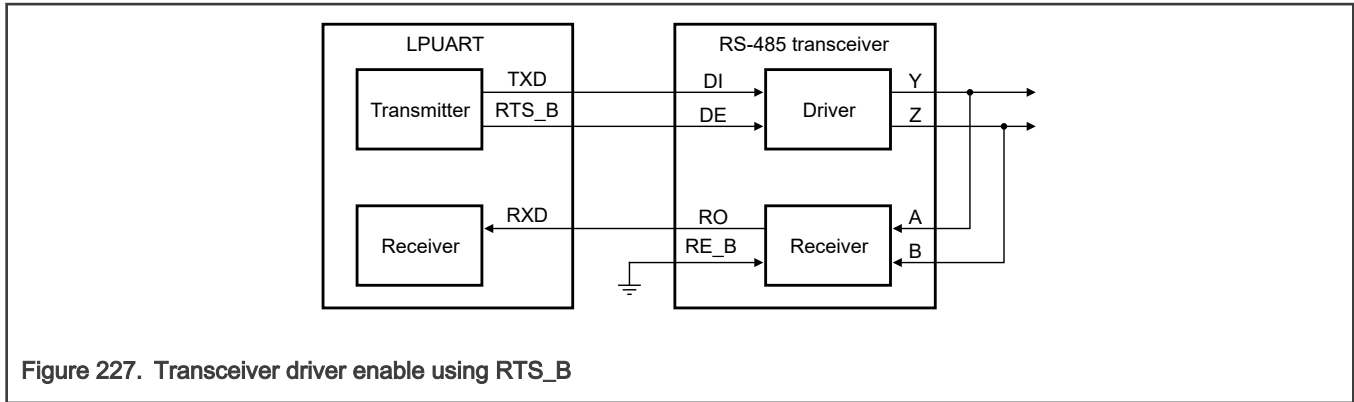 LPUART
RS-485 transceiver
Transmitter
TXD
RTS_B
DI
DE
Driver
Y
Z
Receiver
RXD
RO
RE_B
Receiver
A
B
Figure 227. Transceiver driver enable using RTS_B